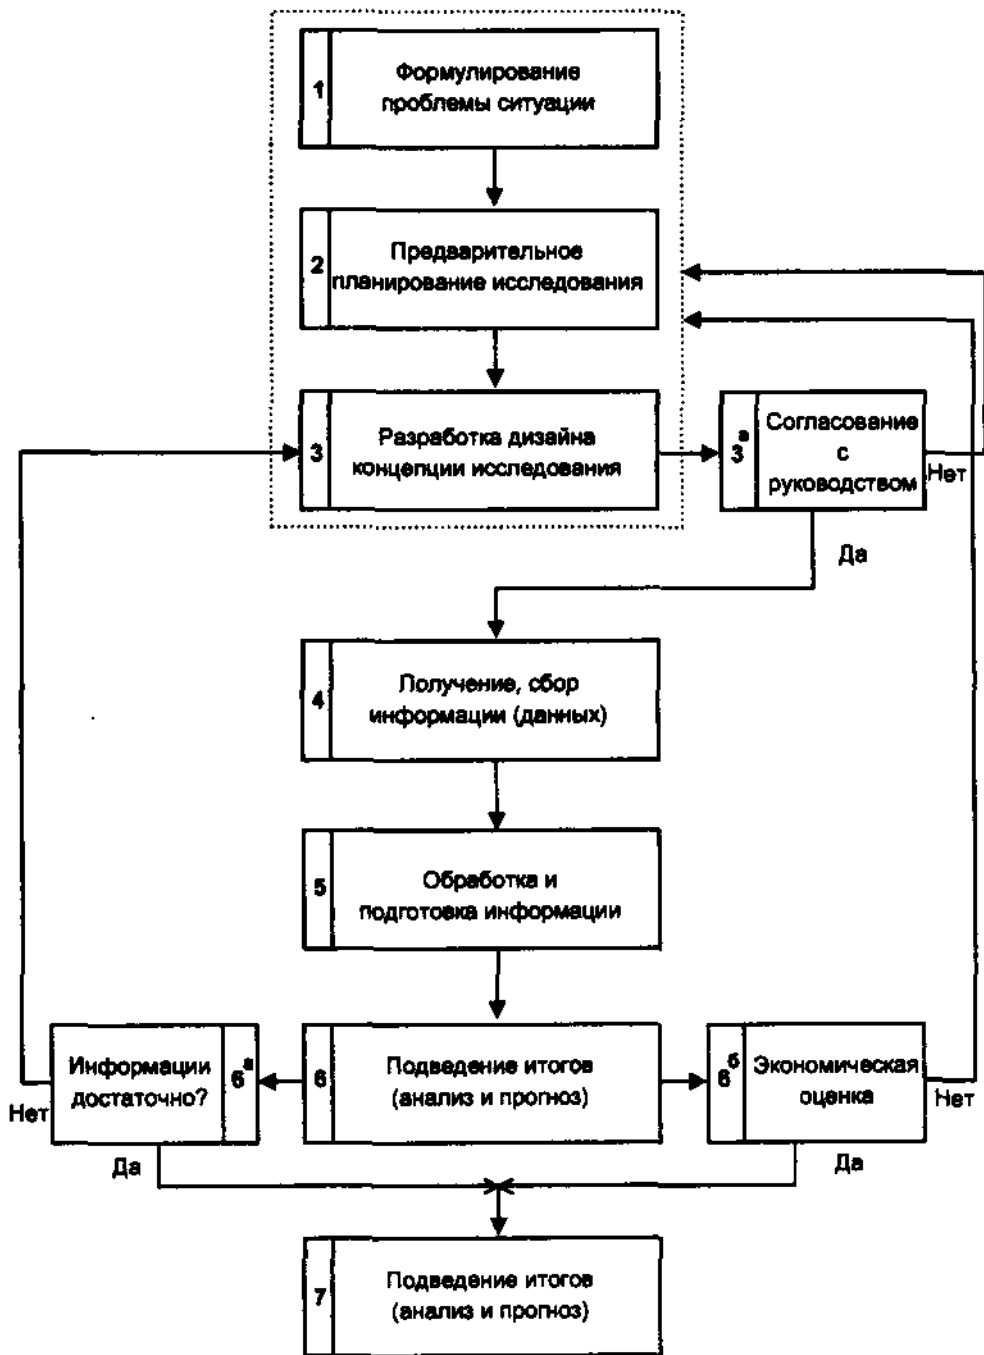 1
Формулирование
проблемы ситуации
2
Предварительное
планирование исследования
3
Разработка дизайна
концепции исследования
3а
Согласование
с
руководством
Нет
Да
4
Получение, сбор
информации (данных)
5
Обработка и
подготовка информации
Информации
достаточно?
6а
6
Подведение итогов
(анализ и прогноз)
6б
Экономическая
оценка
Нет
Нет
Да
Да
7
Подведение итогов
(анализ и прогноз)